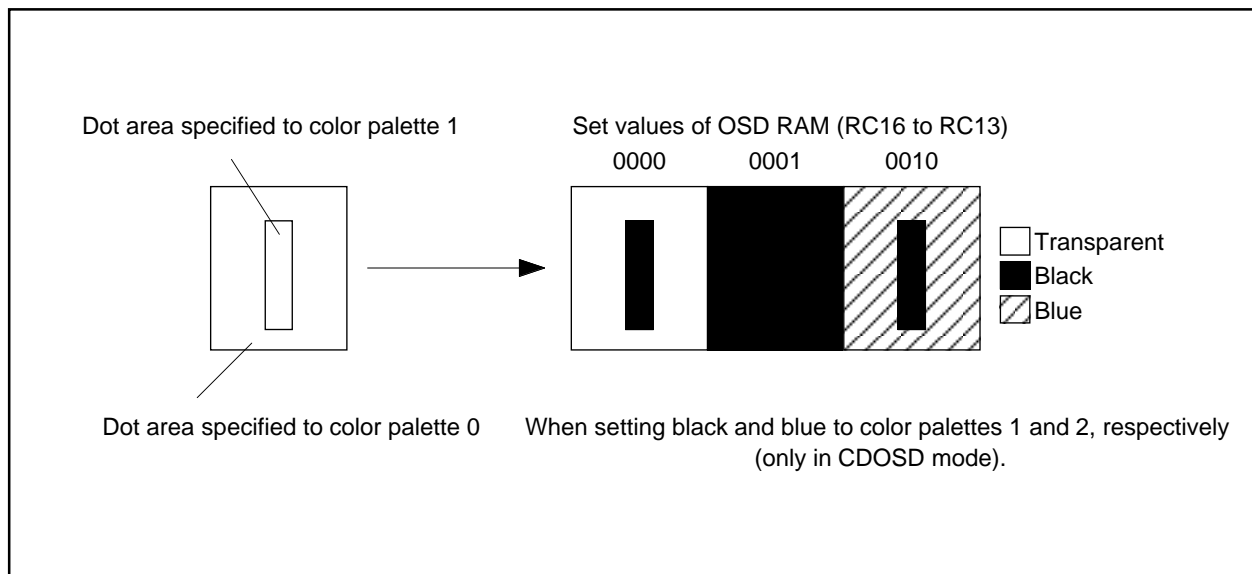 Dot area specified to color palette 1
Set values of OSD RAM (RC16 to RC13)
0000 0001 0010
Transparent
Black
Blue
Dot area specified to color palette 0
When setting black and blue to color palettes 1 and 2, respectively
(only in CDOSD mode).